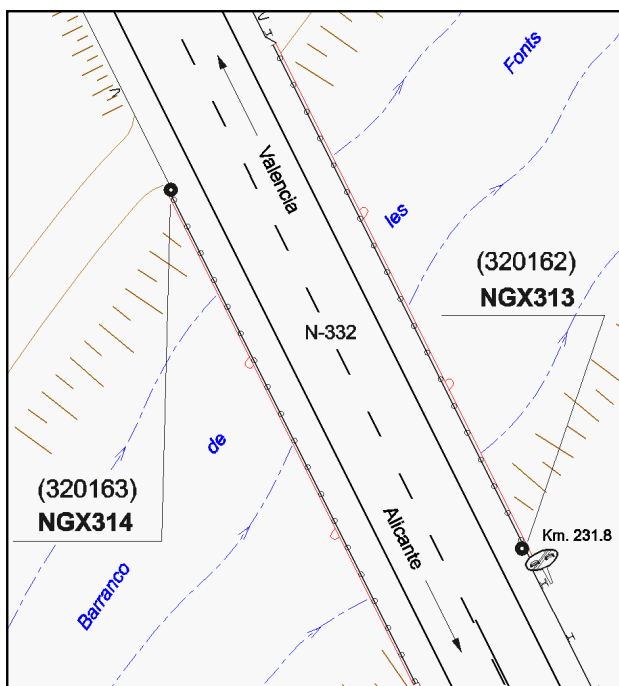 Fonts
Valencia
les
(320162)
NGX313
N-332
de
(320163)
NGX314
Alicante
Km. 231.8
Barranco